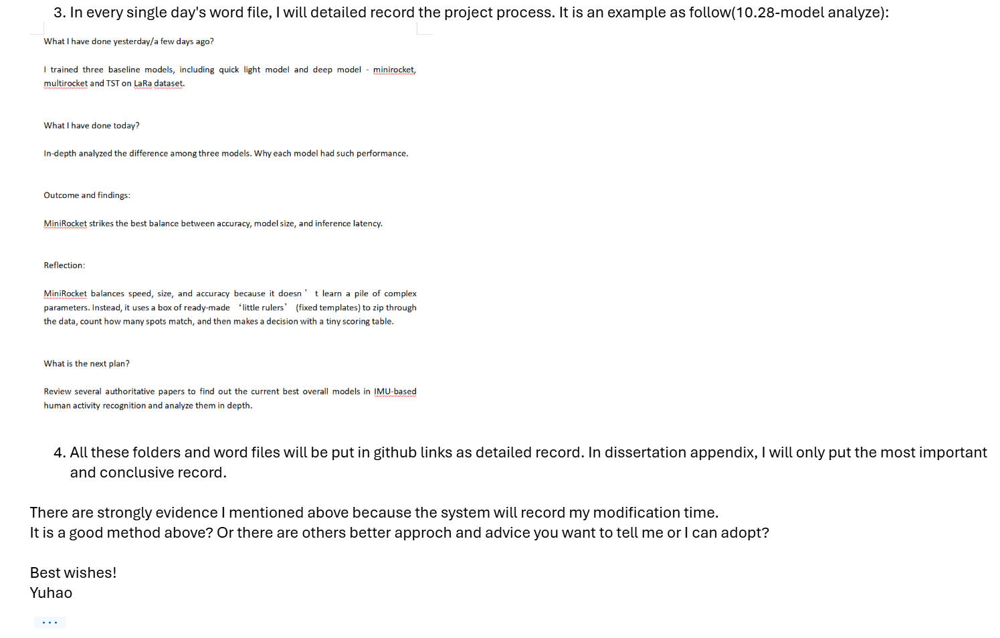 3. In every single day's word file, I will detailed record the project process. It is an example as follow(10.28-model analyze):
What I have done yesterday/a few days ago?
I trained three baseline models, including quick light model and deep model - minirocket,
multirocket and TST on LaRa dataset.
What I have done today?
In-depth analyzed the difference among three models. Why each model had such performance.
Outcome and findings:
MiniRocket strikes the best balance between accuracy, model size, and inference latency.
Reflection:
MiniRocket balances speed, size, and accuracy because it doesn’t learn a pile of complex
parameters. Instead, it uses a box of ready-made ‘little rulers’ (fixed templates) to zip through
the data, count how many spots match, and then makes a decision with a tiny scoring table.
What is the next plan?
Review several authoritative papers to find out the current best overall models in IMU-based
human activity recognition and analyze them in depth.
4. All these folders and word files will be put in github links as detailed record. In dissertation appendix, I will only put the most important
and conclusive record.
There are strongly evidence I mentioned above because the system will record my modification time.
It is a good method above? Or there are others better approch and advice you want to tell me or I can adopt?
Best wishes!
Yuhao
...